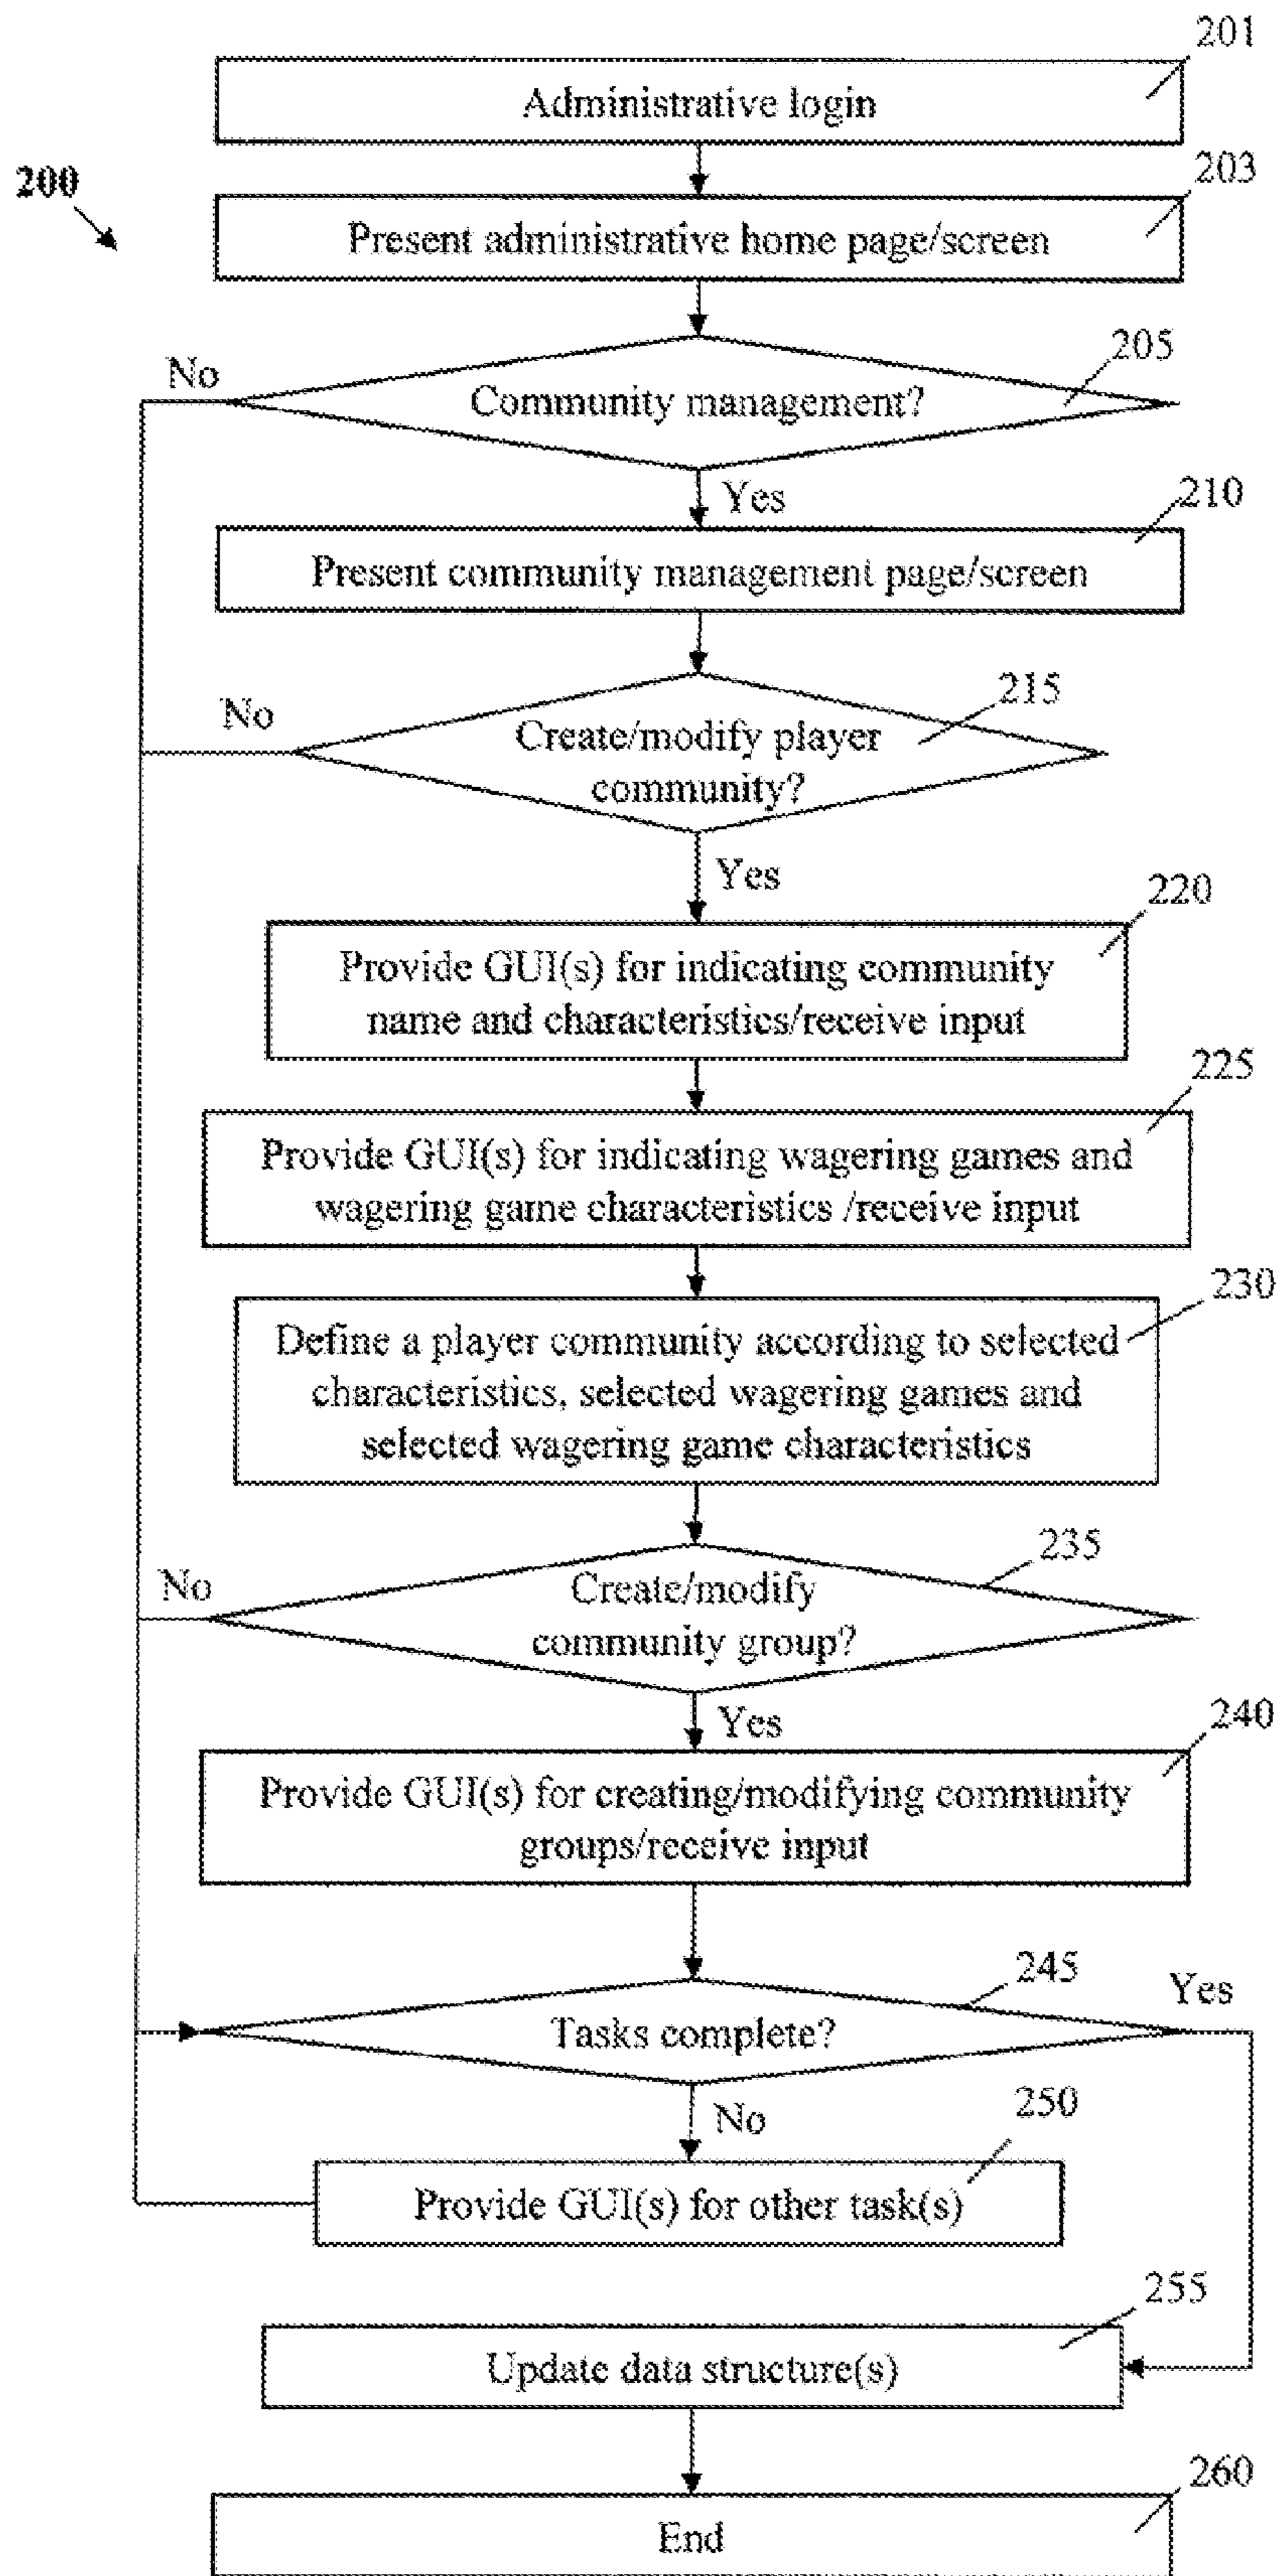 201
Administrative login
200
203
Present administrative home page/screen
205
No
Community management?
Yes
210
Present community management page/screen
215
No
Create/modify player
community?
Yes
220
Provide GUI(s) for indicating community
name and characteristics/receive input
225
Provide GUI(s) for indicating wagering games and
wagering game characteristics /receive input
230
Define a player community according to selected
characteristics, selected wagering games and
selected wagering game characteristics
235
No
Create/modify
community group?
Yes
240
Provide GUI(s) for creating/modifying community
groups/receive input
245
Yes
Tasks complete?
No
250
Provide GUI(s) for other task(s)
255
Update data structure(s)
260
End